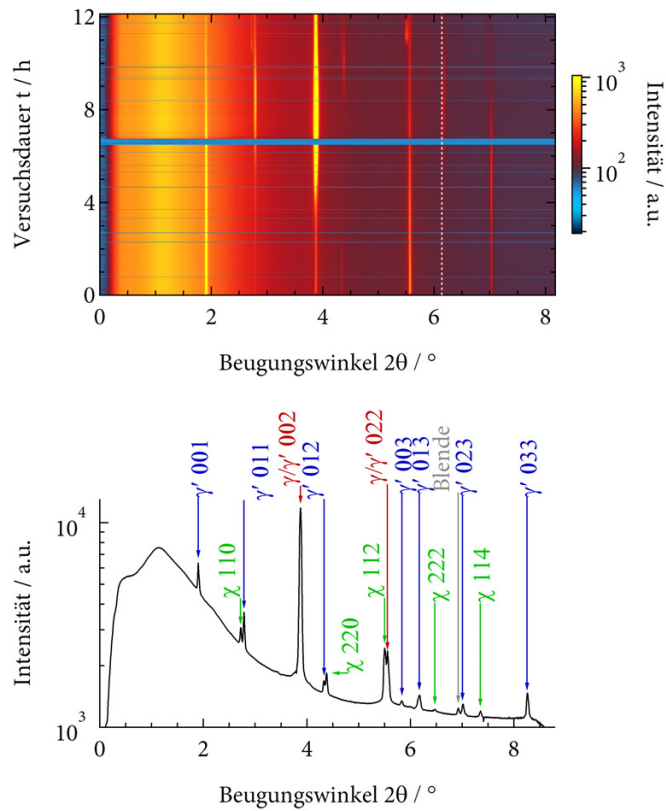 12
8
4
0
Versuchsdauer t / h
0
2
4
6
8
Beugungswinkel 2θ / °
10³
10²
Intensität / a.u.
γ' 001
χ 110
γ' 011
γ/γ' 002
γ' 012
χ 220
χ 112
γ/γ' 022
γ' 003
γ' 013
χ 222
Blende
γ' 023
χ 114
γ' 033
10⁴
10³
Intensität / a.u.
0
2
4
6
8
Beugungswinkel 2θ / °